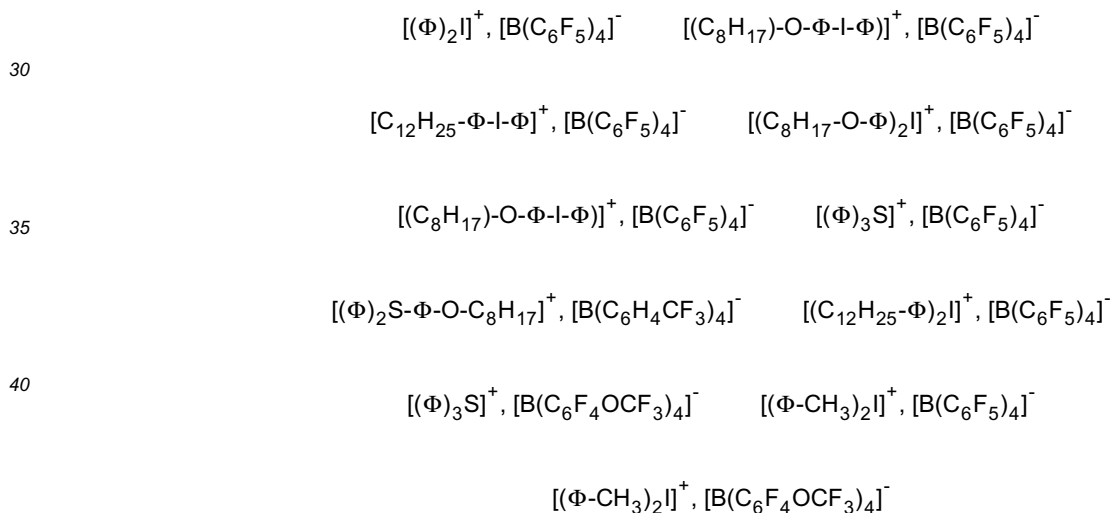 [(Φ)2I]+, [B(C6F5)4]- [(C8H17)-O-Φ-I-Φ)]+, [B(C6F5)4]-
30
[C12H25-Φ-I-Φ]+, [B(C6F5)4]- [(C8H17-O-Φ)2I]+, [B(C6F5)4]-
35
[(C8H17)-O-Φ-I-Φ)]+, [B(C6F5)4]- [(Φ)3S]+, [B(C6F5)4]-
[(Φ)2S-Φ-O-C8H17]+, [B(C6H4CF3)4]- [(C12H25-Φ)2I]+, [B(C6F5)4]-
40
[(Φ)3S]+, [B(C6F4OCF3)4]- [(Φ-CH3)2I]+, [B(C6F5)4]-
[(Φ-CH3)2I]+, [B(C6F4OCF3)4]-